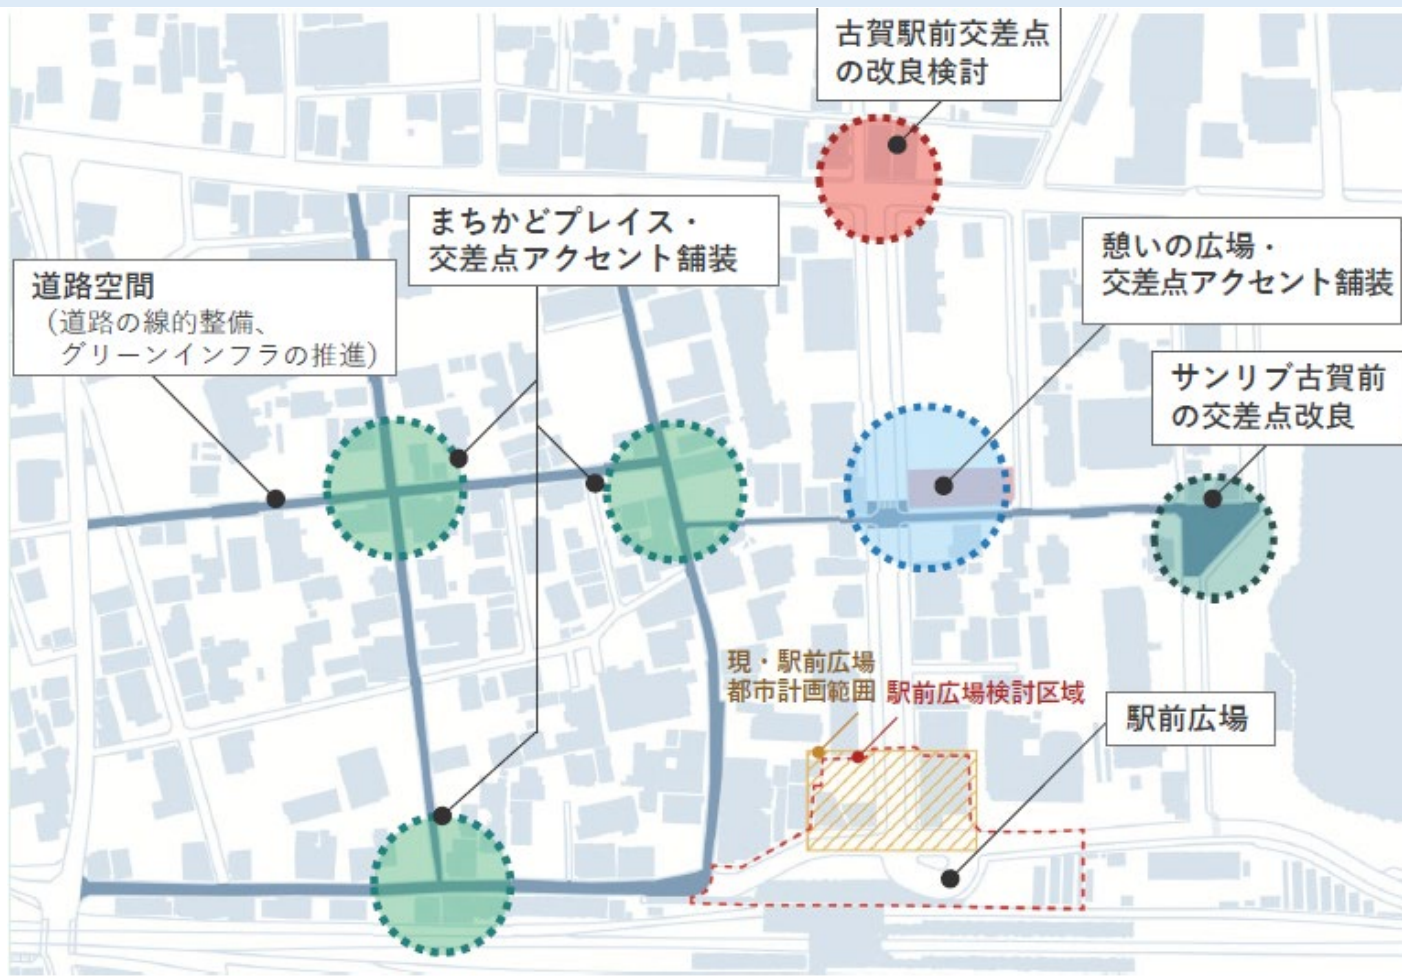 古賀駅前交差点
の改良検討
まちかどプレイス・
交差点アクセント舗装
憩いの広場・
交差点アクセント舗装
道路空間
（道路の線的整備、
グリーンインフラの推進）
サンリブ古賀前
の交差点改良
現・駅前広場
都市計画範囲
駅前広場検討区域
駅前広場